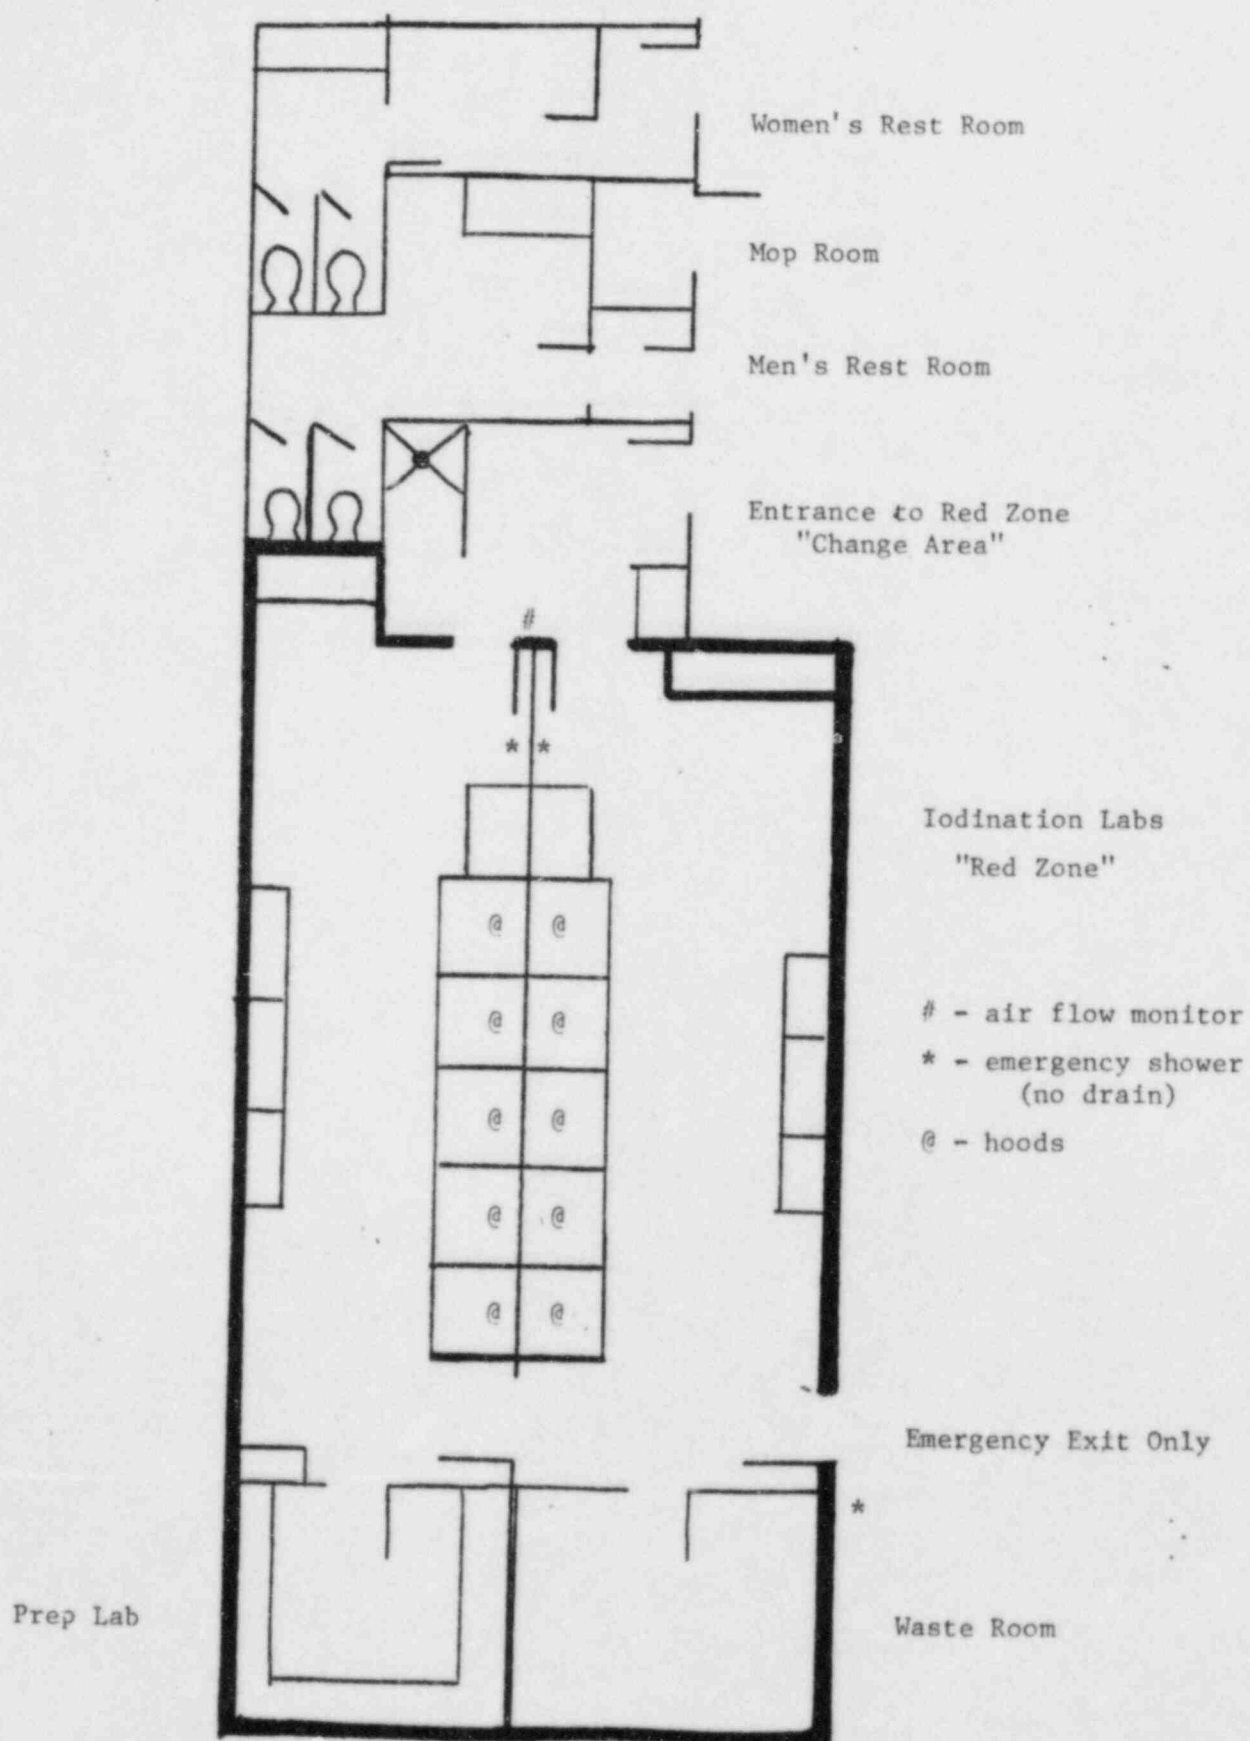 Women's Rest Room
Mop Room
Men's Rest Room
Entrance to Red Zone
"Change Area"
#
* *
Iodination Labs
"Red Zone"
@ @
@ @
@ @
@ @
@ @
# - air flow monitor
* - emergency shower
(no drain)
@ - hoods
Emergency Exit Only
*
Prep Lab
Waste Room